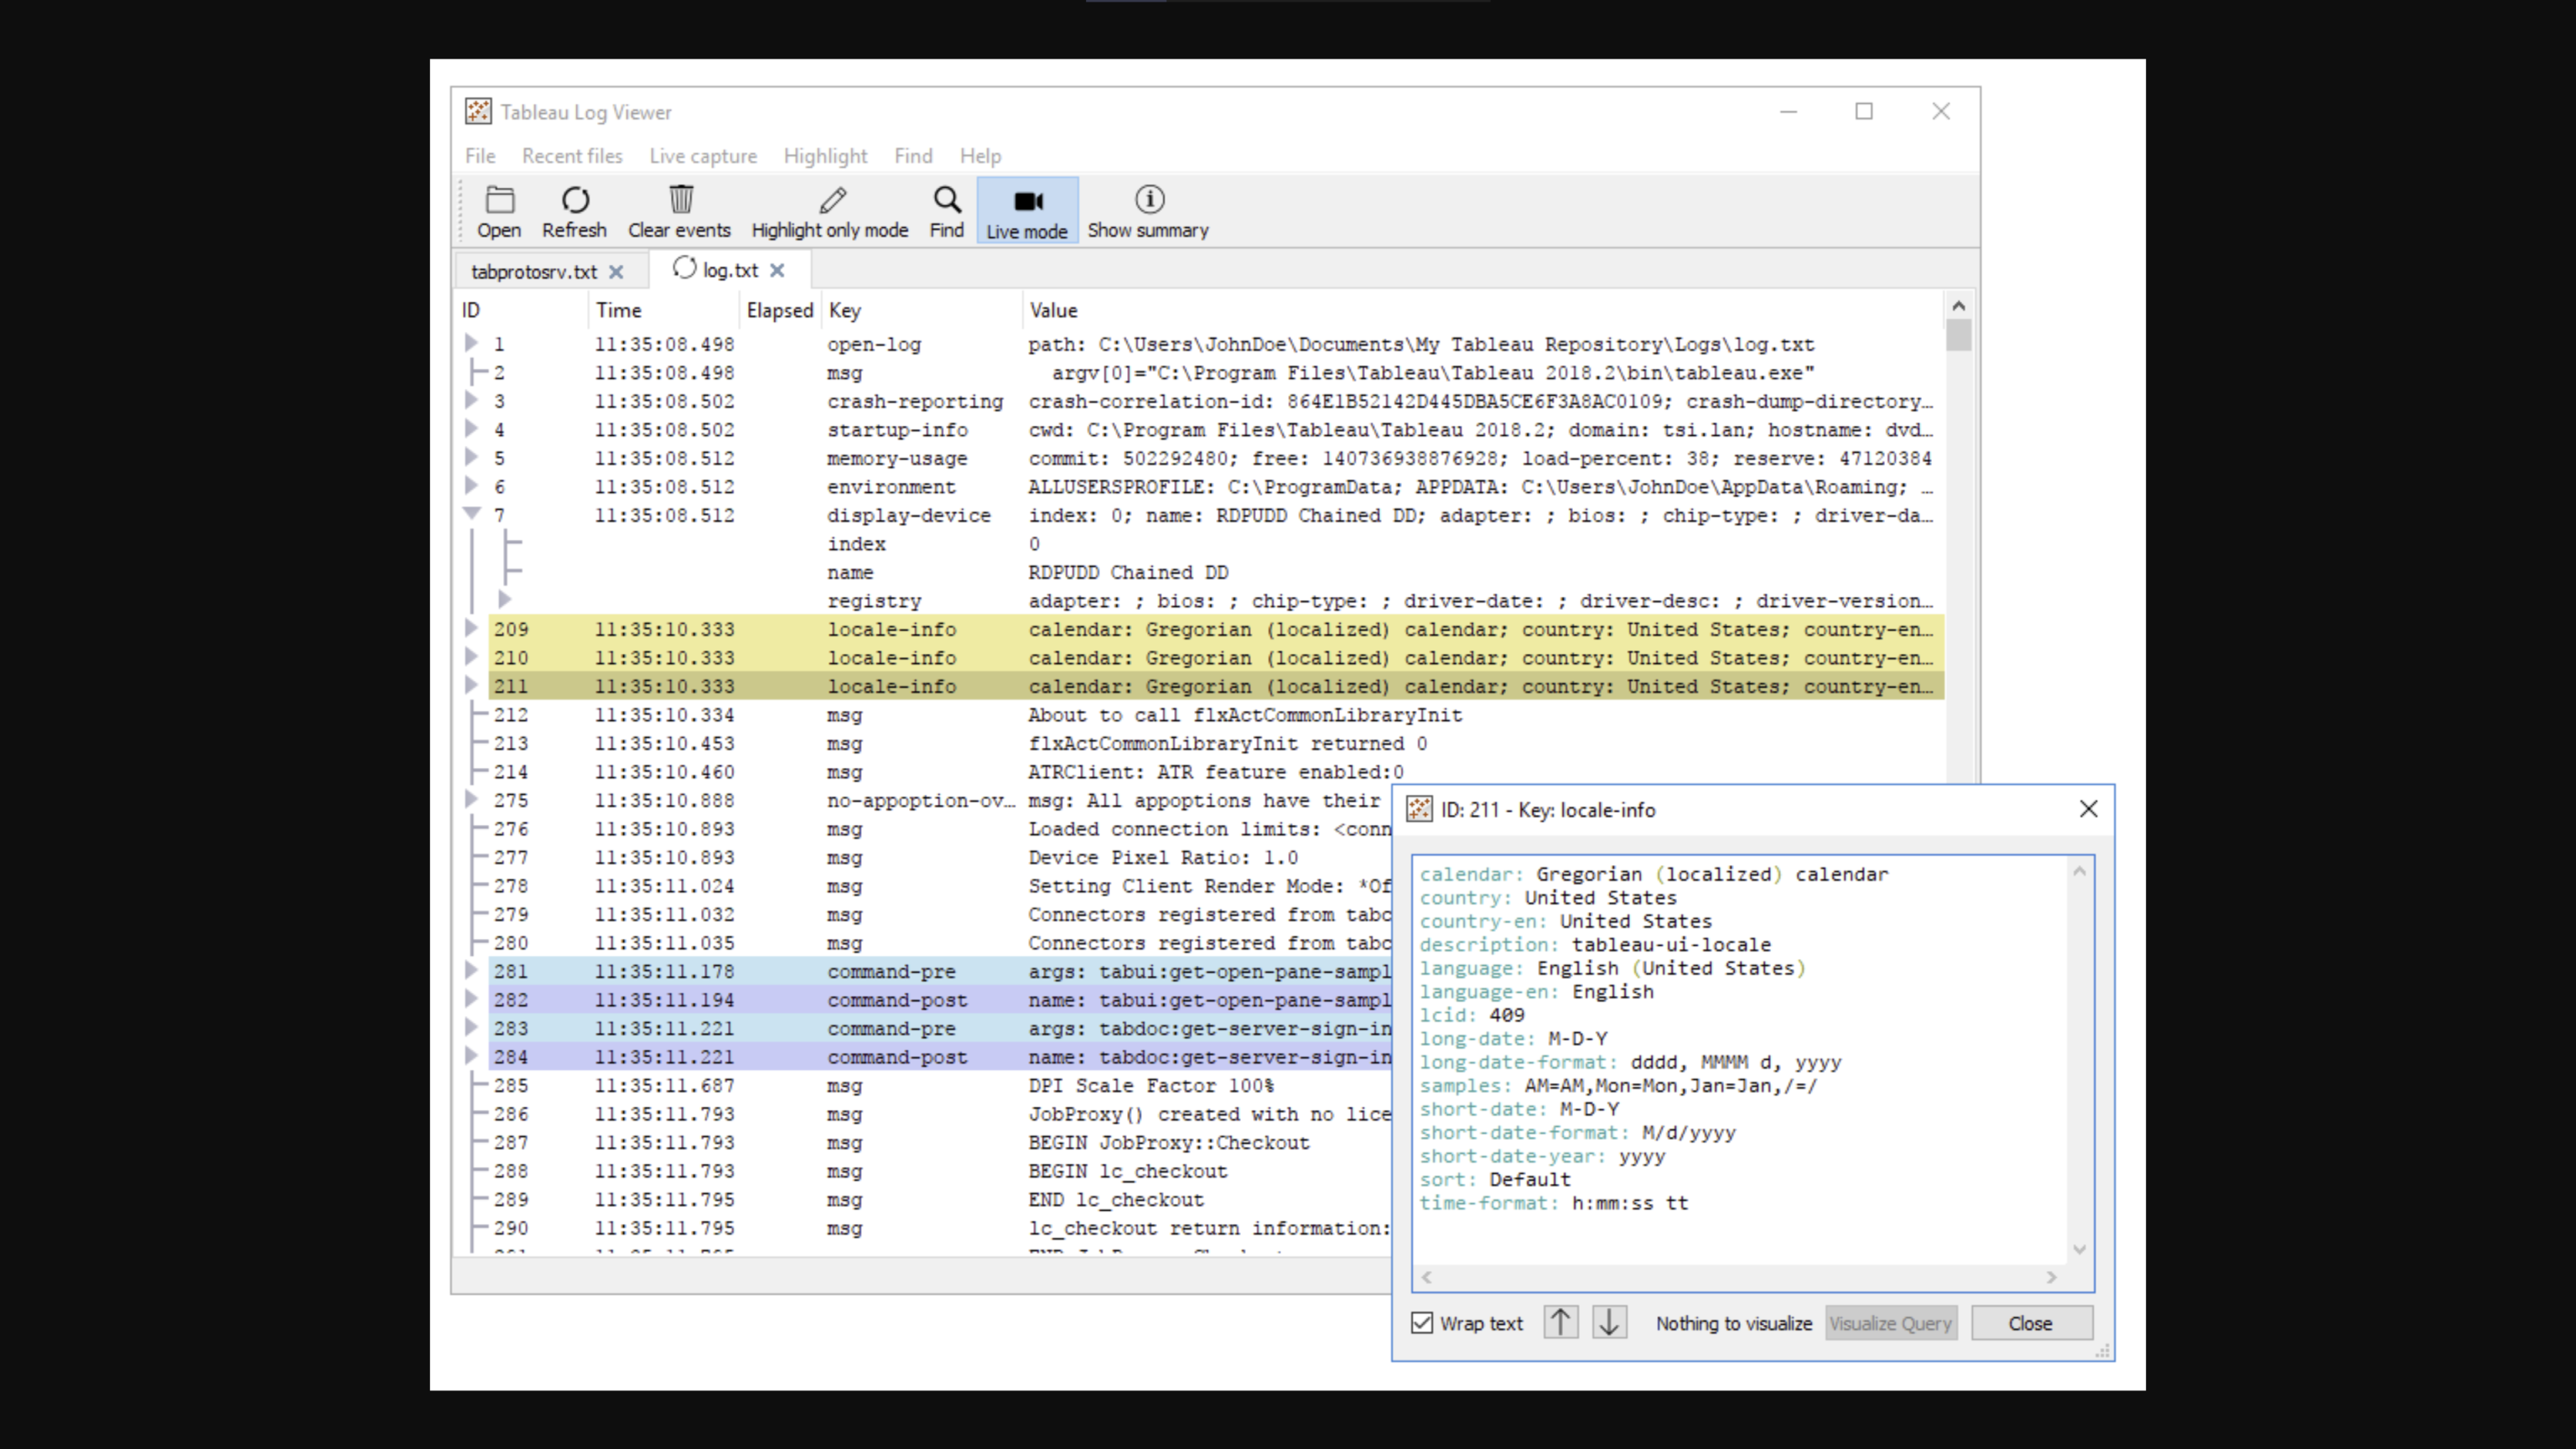 Tableau Log Viewer
File Recent files Live capture Highlight Find Help
Open Refresh Clear events Highlight only mode Find Live mode Show summary
tabprotosrv.txt log.txt
ID Time Elapsed Key Value
1 11:35:08.498 open-log path: C:\Users\JohnDoe\Documents\My Tableau Repository\Logs\log.txt
2 11:35:08.498 msg argv[0]="C:\Program Files\Tableau\Tableau 2018.2\bin\tableau.exe"
3 11:35:08.502 crash-reporting crash-correlation-id: 864E1B52142D445DBA5CE6F3A8AC0109; crash-dump-directory…
4 11:35:08.502 startup-info cwd: C:\Program Files\Tableau\Tableau 2018.2; domain: tsi.lan; hostname: dvd…
5 11:35:08.512 memory-usage commit: 502292480; free: 140736938876928; load-percent: 38; reserve: 47120384
6 11:35:08.512 environment ALLUSERSPROFILE: C:\ProgramData; APPDATA: C:\Users\JohnDoe\AppData\Roaming; …
7 11:35:08.512 display-device index: 0; name: RDPUDD Chained DD; adapter: ; bios: ; chip-type: ; driver-da…
index 0
name RDPUDD Chained DD
registry adapter: ; bios: ; chip-type: ; driver-date: ; driver-desc: ; driver-version…
209 11:35:10.333 locale-info calendar: Gregorian (localized) calendar; country: United States; country-en…
210 11:35:10.333 locale-info calendar: Gregorian (localized) calendar; country: United States; country-en…
211 11:35:10.333 locale-info calendar: Gregorian (localized) calendar; country: United States; country-en…
212 11:35:10.334 msg About to call flxActCommonLibraryInit
213 11:35:10.453 msg flxActCommonLibraryInit returned 0
214 11:35:10.460 msg ATRClient: ATR feature enabled:0
275 11:35:10.888 no-appoption-ov… msg: All appoptions have their
276 11:35:10.893 msg Loaded connection limits: <conn
277 11:35:10.893 msg Device Pixel Ratio: 1.0
278 11:35:11.024 msg Setting Client Render Mode: *Of
279 11:35:11.032 msg Connectors registered from tabc
280 11:35:11.035 msg Connectors registered from tabc
281 11:35:11.178 command-pre args: tabui:get-open-pane-sampl
282 11:35:11.194 command-post name: tabui:get-open-pane-sampl
283 11:35:11.221 command-pre args: tabdoc:get-server-sign-in
284 11:35:11.221 command-post name: tabdoc:get-server-sign-in
285 11:35:11.687 msg DPI Scale Factor 100%
286 11:35:11.793 msg JobProxy() created with no lice
287 11:35:11.793 msg BEGIN JobProxy::Checkout
288 11:35:11.793 msg BEGIN lc_checkout
289 11:35:11.795 msg END lc_checkout
290 11:35:11.795 msg lc_checkout return information:
ID: 211 - Key: locale-info
calendar: Gregorian (localized) calendar
country: United States
country-en: United States
description: tableau-ui-locale
language: English (United States)
language-en: English
lcid: 409
long-date: M-D-Y
long-date-format: dddd, MMMM d, yyyy
samples: AM=AM,Mon=Mon,Jan=Jan,/=/
short-date: M-D-Y
short-date-format: M/d/yyyy
short-date-year: yyyy
sort: Default
time-format: h:mm:ss tt
Wrap text Nothing to visualize Visualize Query Close